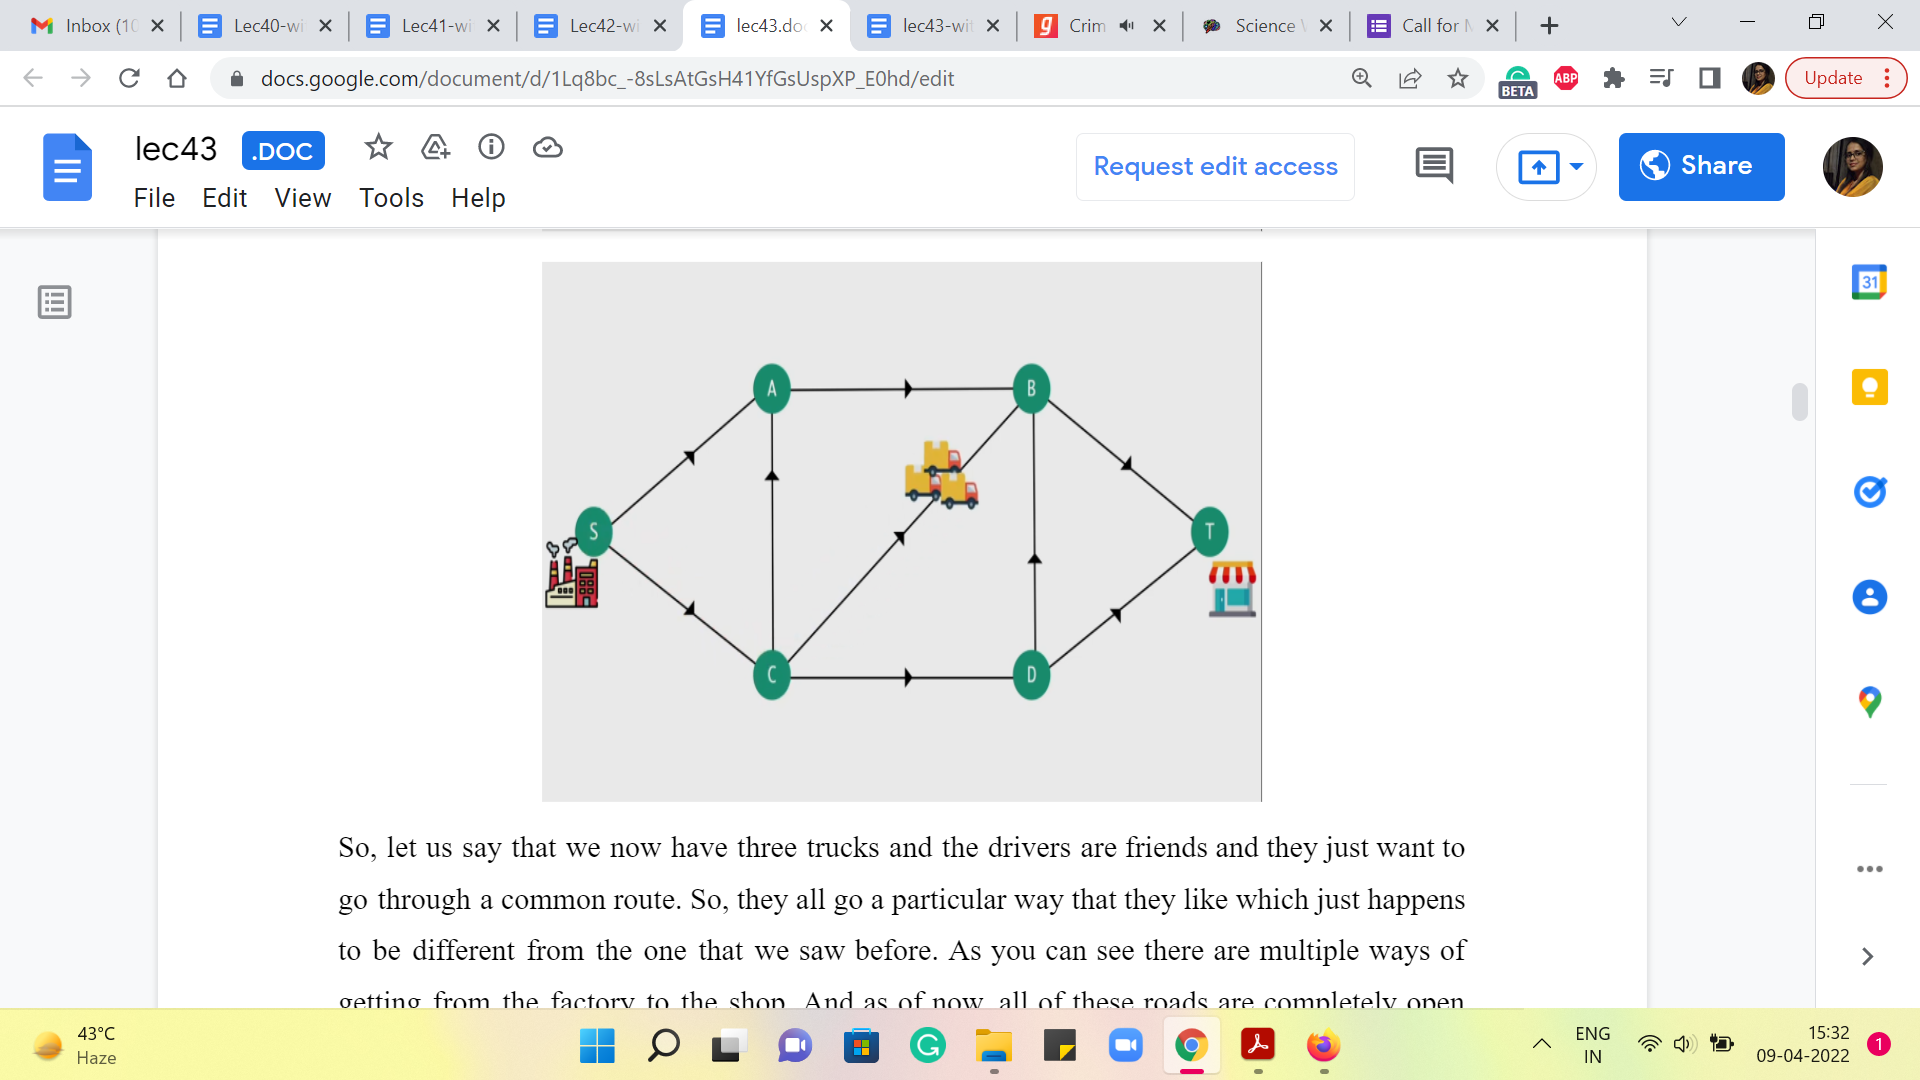 Inbox (10
Lec40-wi
Lec41-wi
Lec42-wi
lec43.do
lec43-wit
Crim
Science
Call for
docs.google.com/document/d/1Lq8bc_-8sLsAtGsH41YfGsUspXP_E0hd/edit
BETA
ABP
Update
lec43
.DOC
File Edit View Tools Help
Request edit access
Share
31
A
B
S
T
C
D
So, let us say that we now have three trucks and the drivers are friends and they just want to
go through a common route. So, they all go a particular way that they like which just happens
to be different from the one that we saw before. As you can see there are multiple ways of
getting from the factory to the shop. And as of now, all of these roads are completely open
43°C
Haze
ENG
IN
15:32
09-04-2022
1